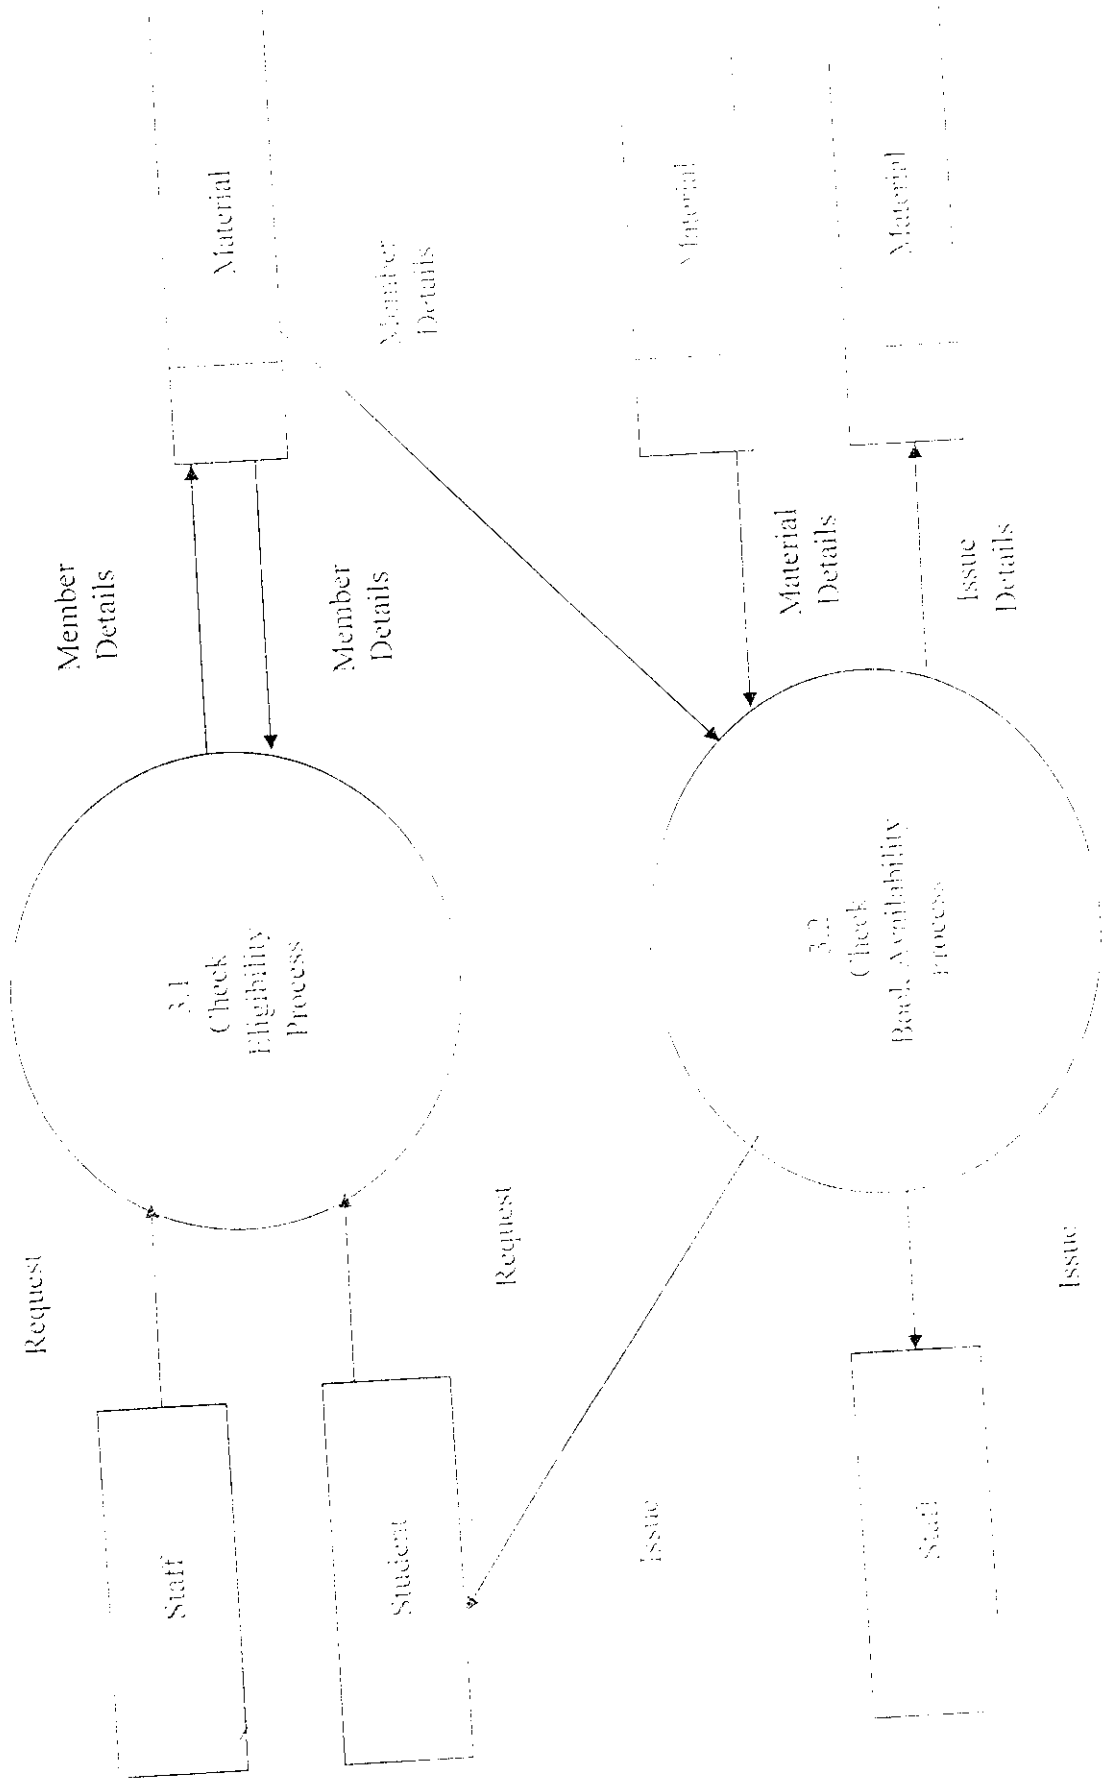 Staff
Request
3.1
Check
Eligibility
Process
Member
Details
Member
Details
Material
Student
Request
Member
Details
Issue
3.2
Check
Book Availability
Process
Material
Details
Material
Staff
Issue
Issue
Details
Material